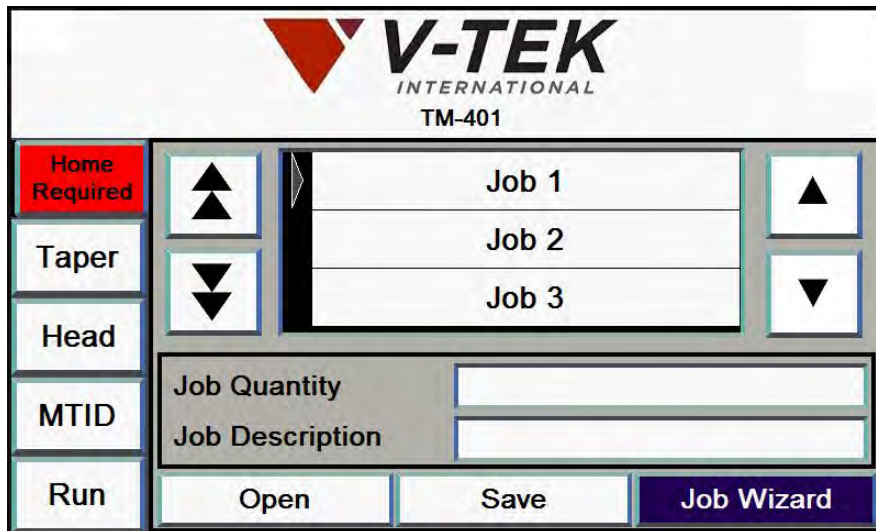 V-TEK
INTERNATIONAL
TM-401
Home
Required
Taper
Head
MTID
Run
Job 1
Job 2
Job 3
Job Quantity
Job Description
Open
Save
Job Wizard